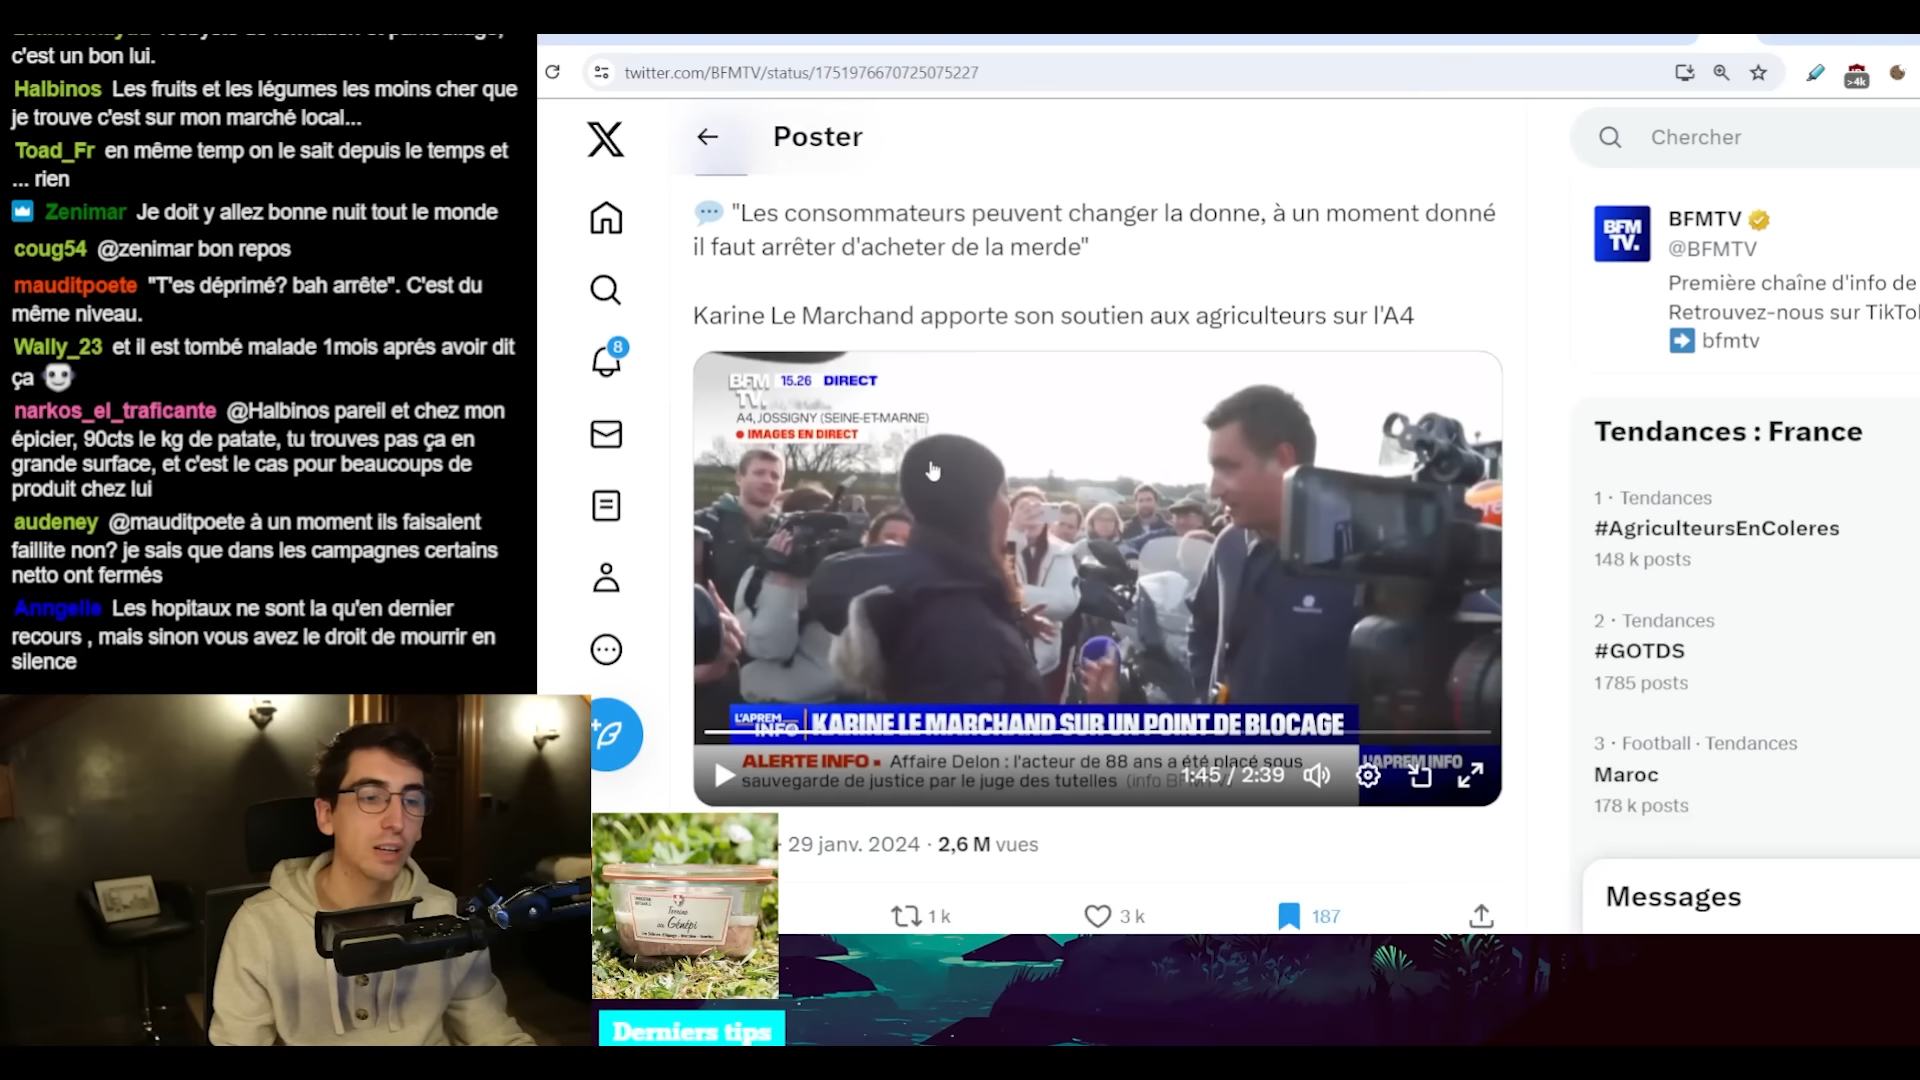 c'est un bon lui.
Halbinos Les fruits et les légumes les moins cher que
je trouve c'est sur mon marché local...
Toad_Fr en même temp on le sait depuis le temps et
... rien
Zenimar Je doit y allez bonne nuit tout le monde
coug54 @zenimar bon repos
mauditpoete "T'es déprimé? bah arrête". C'est du
même niveau.
Wally_23 et il est tombé malade 1mois aprés avoir dit
ça
narkos_el_traficante @Halbinos pareil et chez mon
épicier, 90cts le kg de patate, tu trouves pas ça en
grande surface, et c'est le cas pour beaucoups de
produit chez lui
audeney @mauditpoete à un moment ils faisaient
faillite non? je sais que dans les campagnes certains
netto ont fermés
Anngelle Les hopitaux ne sont la qu'en dernier
recours , mais sinon vous avez le droit de mourrir en
silence
twitter.com/BFMTV/status/1751976670725075227
>4k
Poster
"Les consommateurs peuvent changer la donne, à un moment donné
il faut arrêter d'acheter de la merde"
Karine Le Marchand apporte son soutien aux agriculteurs sur l'A4
8
BFM TV. 15.26 DIRECT
A4, JOSSIGNY (SEINE-ET-MARNE)
IMAGES EN DIRECT
L'APREM INFO KARINE LE MARCHAND SUR UN POINT DE BLOCAGE
ALERTE INFO Affaire Delon : l'acteur de 88 ans a été placé sous
sauvegarde de justice par le juge des tutelles (info
L'APREM INFO
1:45 / 2:39
· 29 janv. 2024 · 2,6 M vues
1 k
3 k
187
Chercher
BFM TV.
BFMTV
@BFMTV
Première chaîne d'info de
Retrouvez-nous sur TikTo
bfmtv
Tendances : France
1 · Tendances
#AgriculteursEnColeres
148 k posts
2 · Tendances
#GOTDS
1785 posts
3 · Football · Tendances
Maroc
178 k posts
Messages
Terrine
au Génépi
Derniers tips